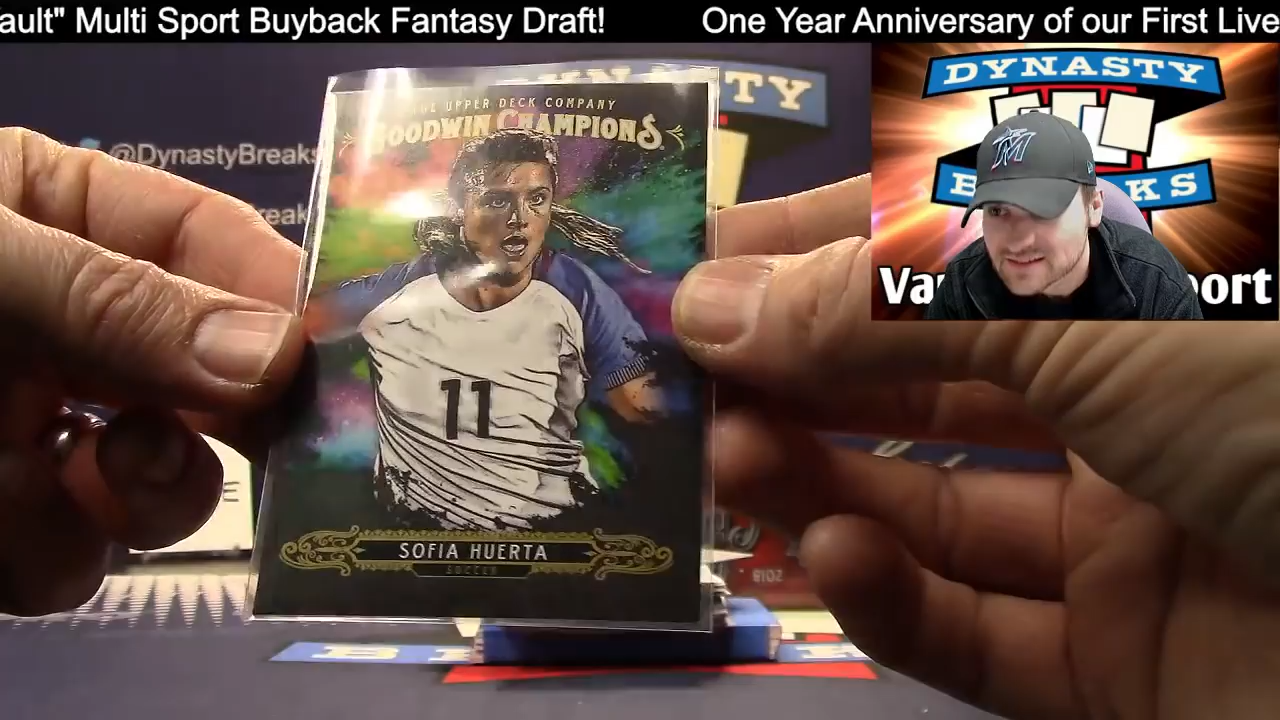 ault" Multi Sport Buyback Fantasy Draft! One Year Anniversary of our First Live
DYNASTY
KS
Va port
@DynastyBreaks
THE UPPER DECK COMPANY
GOODWIN CHAMPIONS
11
SOFIA HUERTA
SOCCER